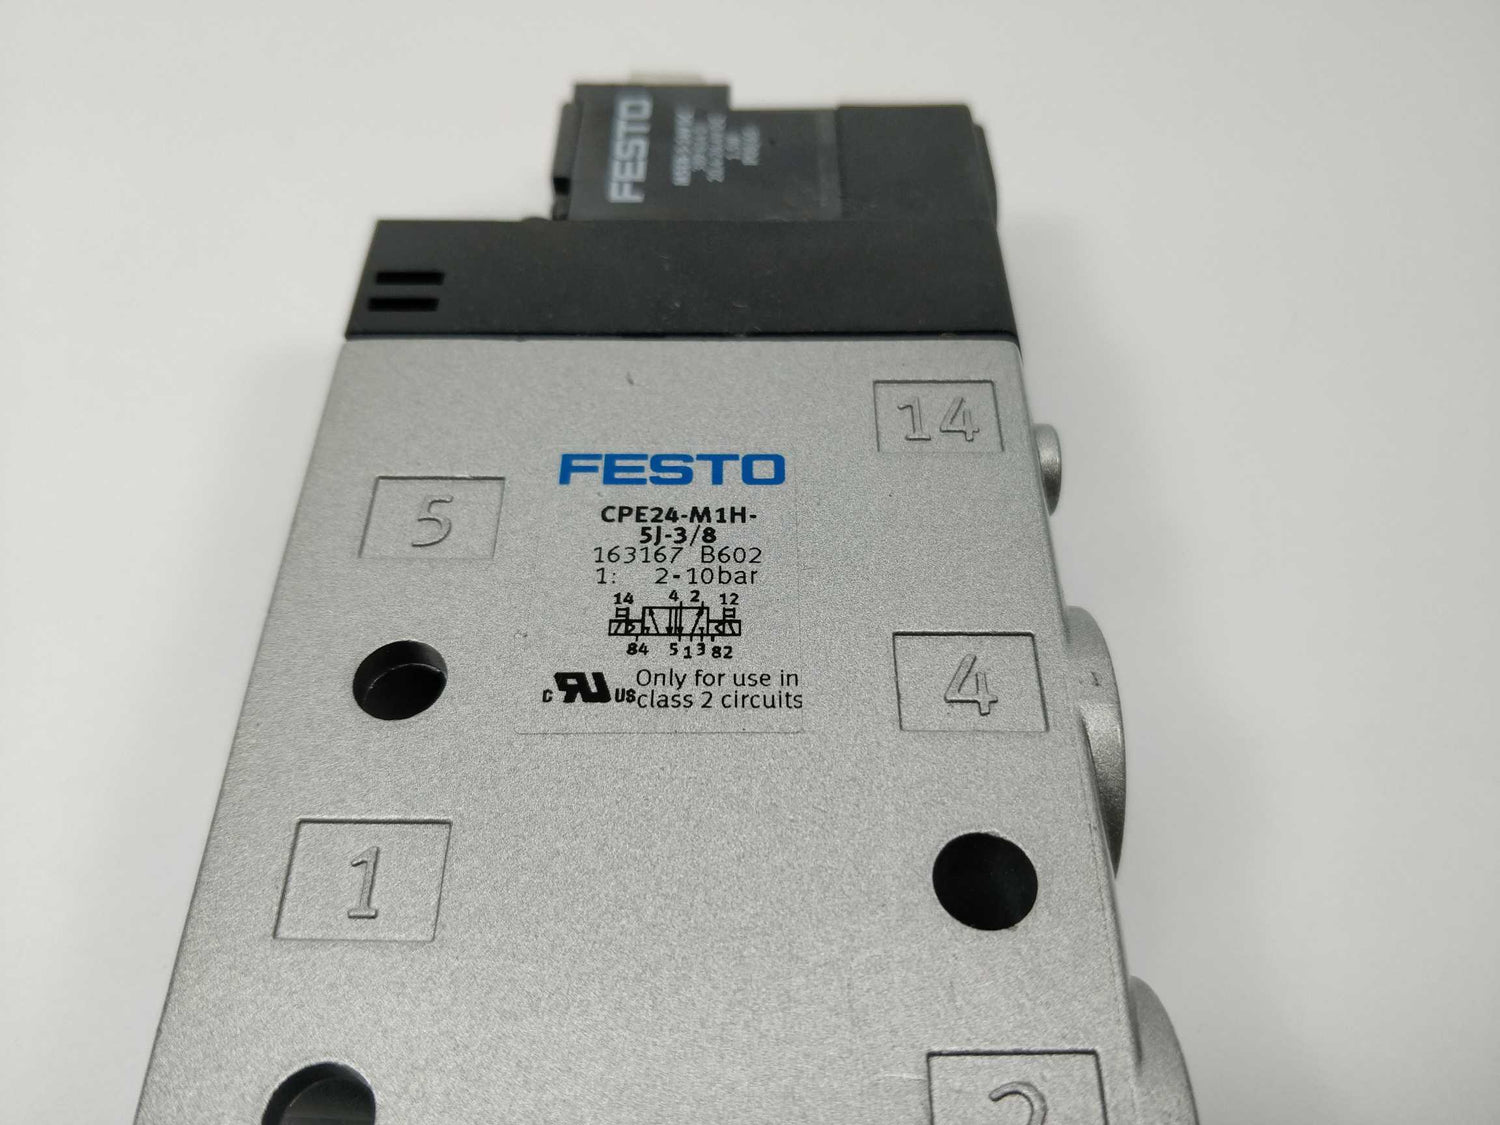 FESTO
14
5
FESTO
CPE24-M1H-
5J-3/8
163167 B602
1: 2-10bar
14 4 2 12
84 5 1 3 82
c RU US Only for use in
class 2 circuits
4
1
2